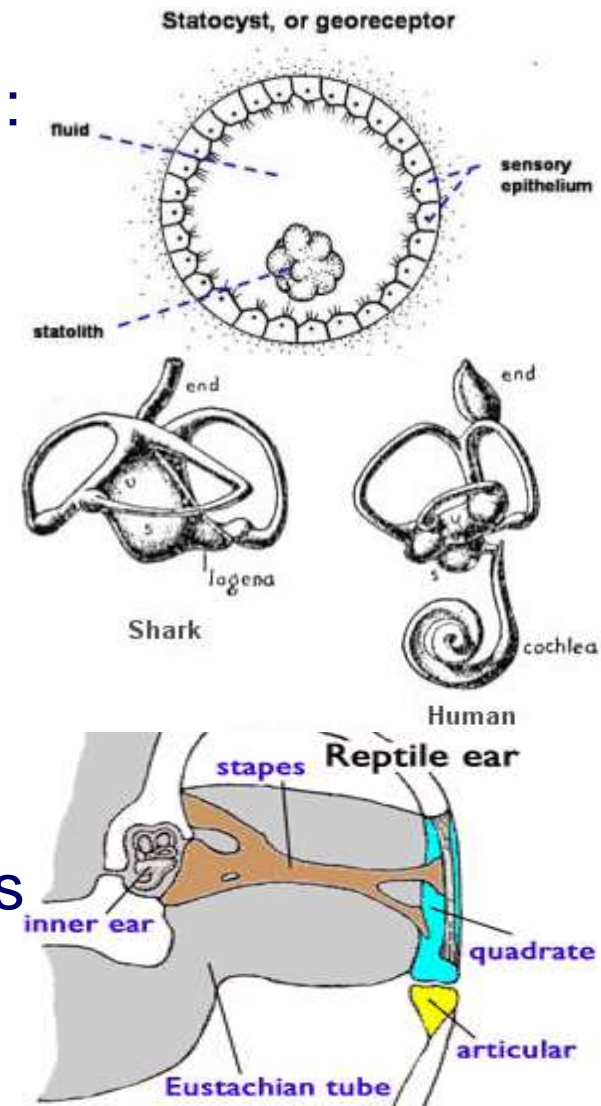 Statocyst, or georeceptor
:
fluid
sensory
epithelium
statolith
end
end
U
S
lagena
U
S
cochlea
Shark
Human
Reptile ear
stapes
s
inner ear
quadrate
articular
Eustachian tube